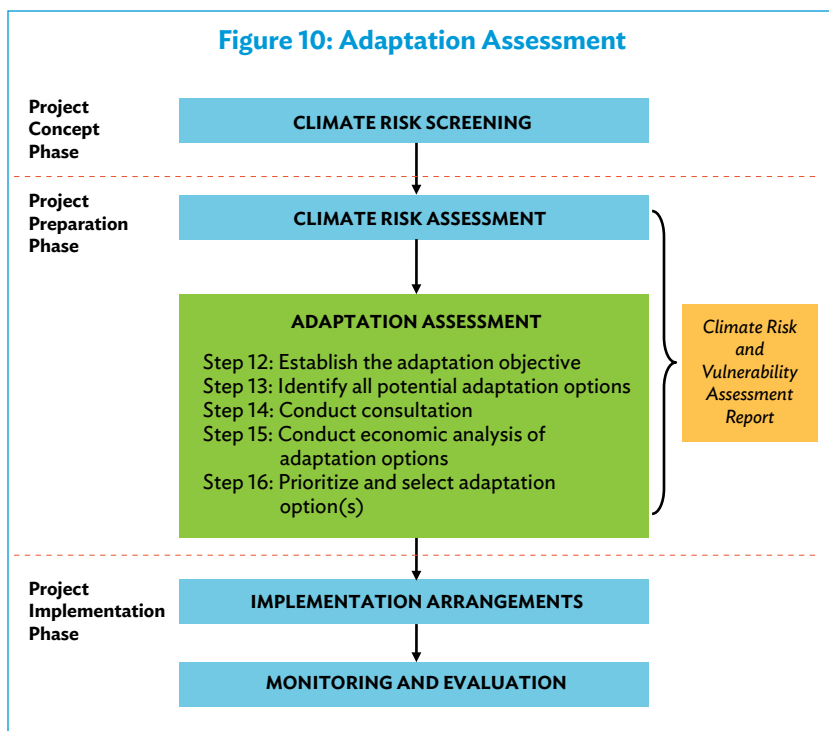 Figure 10: Adaptation Assessment
Project
Concept
Phase
CLIMATE RISK SCREENING
Project
Preparation
Phase
CLIMATE RISK ASSESSMENT
ADAPTATION ASSESSMENT
Step 12: Establish the adaptation objective
Step 13: Identify all potential adaptation options
Step 14: Conduct consultation
Step 15: Conduct economic analysis of
adaptation options
Step 16: Prioritize and select adaptation
option(s)
Climate Risk
and
Vulnerability
Assessment
Report
Project
Implementation
Phase
IMPLEMENTATION ARRANGEMENTS
MONITORING AND EVALUATION